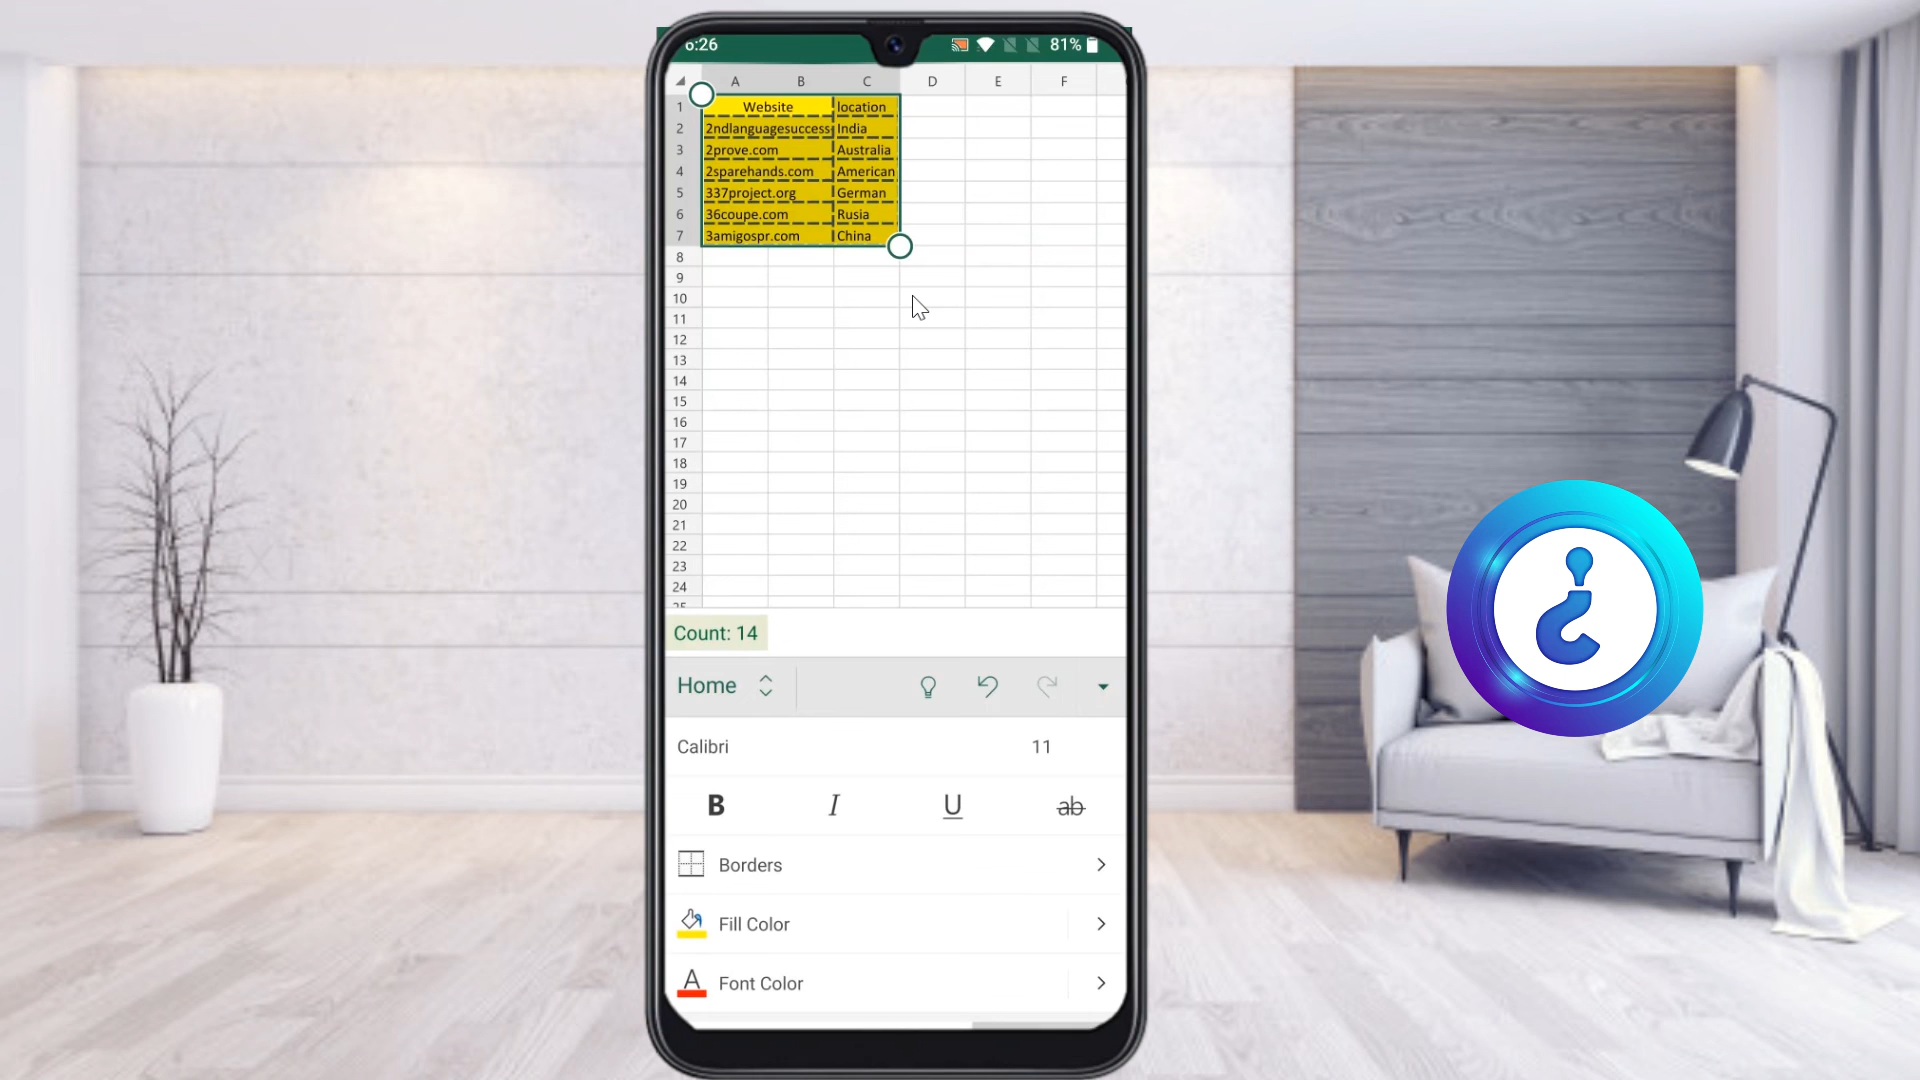 6:26 81%
A B C D E F
1 Website location
2 2ndlanguagesuccess India
3 2prove.com Australia
4 2sparehands.com American
5 337project.org German
6 36coupe.com Rusia
7 3amigospr.com China
8
9
10
11
12
13
14
15
16
17
18
19
20
21
22
23
24
25
Count: 14
Home
Calibri 11
B I U ab
Borders
Fill Color
A Font Color